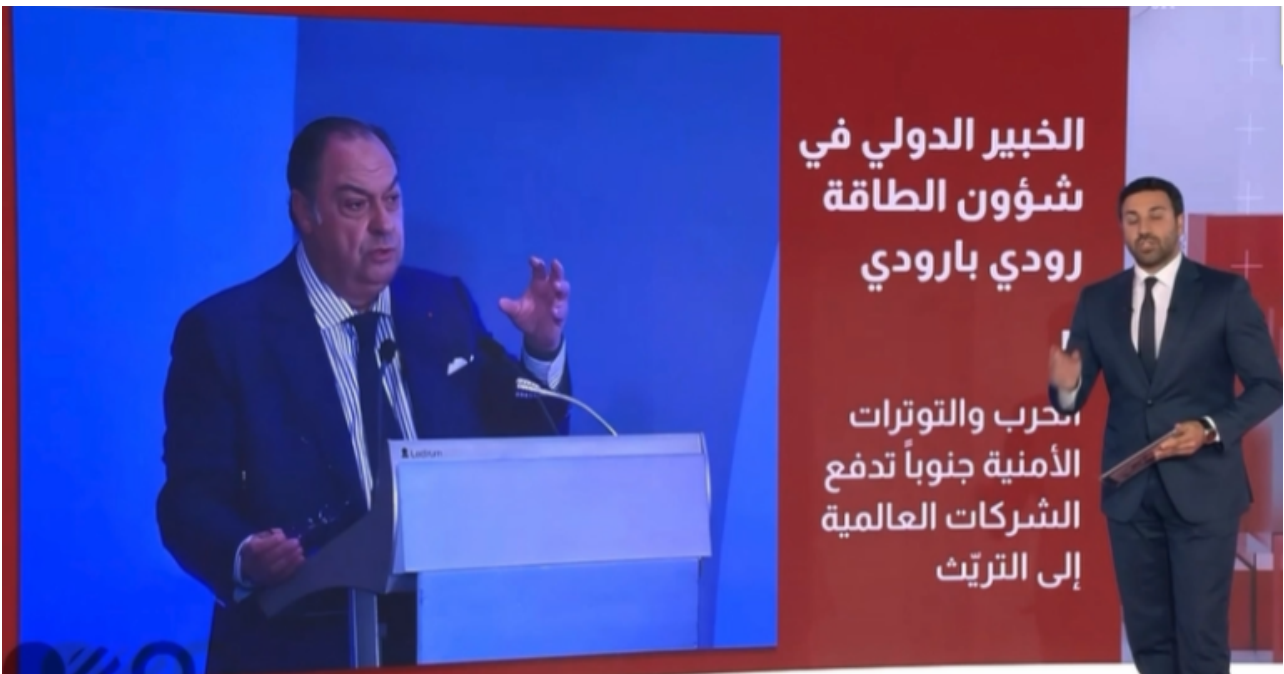 الخبير الدولي في
شؤون الطاقة
رودي بارودي
الحرب والتوترات
الأمنية جنوباً تدفع
الشركات العالمية
إلى التريّث